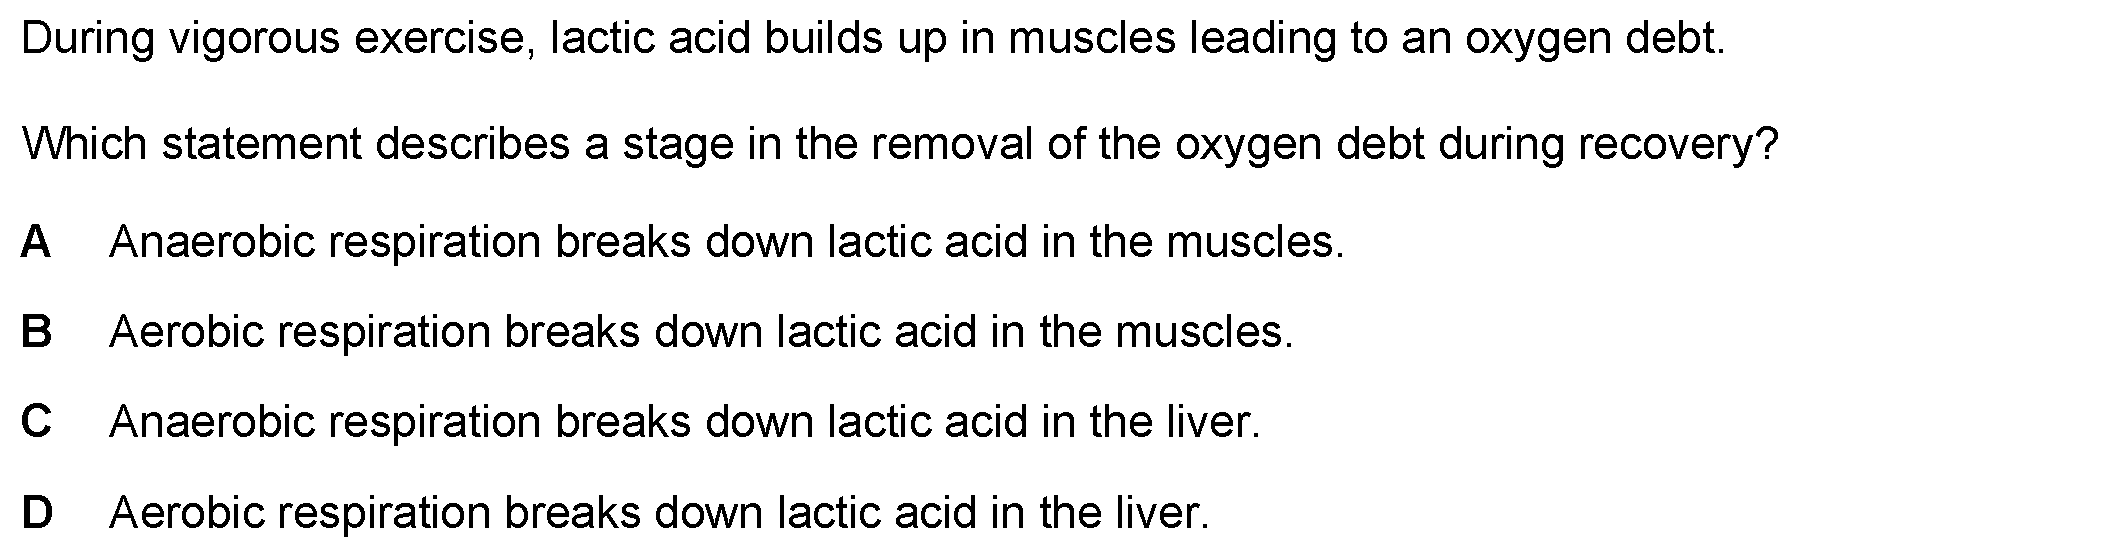 During vigorous exercise, lactic acid builds up in muscles leading to an oxygen debt.
Which statement describes a stage in the removal of the oxygen debt during recovery?
A Anaerobic respiration breaks down lactic acid in the muscles.
B Aerobic respiration breaks down lactic acid in the muscles.
C Anaerobic respiration breaks down lactic acid in the liver.
D Aerobic respiration breaks down lactic acid in the liver.